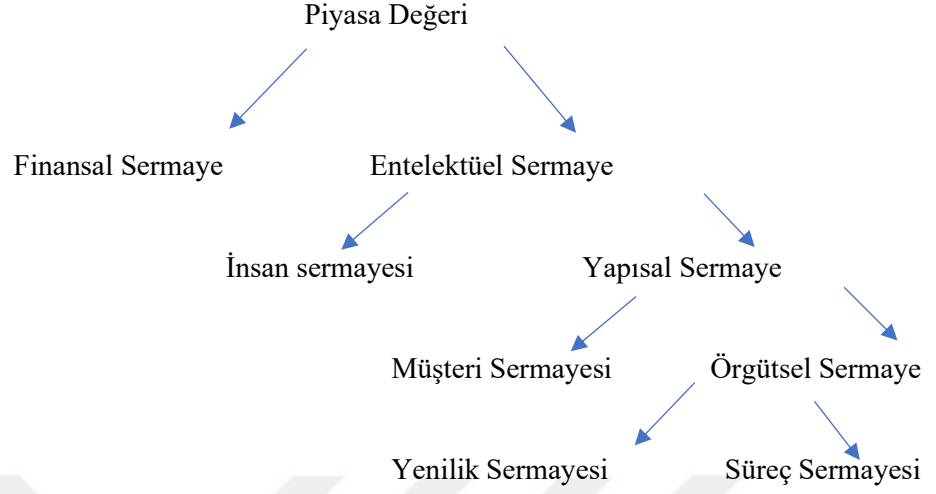 Piyasa Değeri
Finansal Sermaye Entelektüel Sermaye
İnsan sermayesi Yapısal Sermaye
Müşteri Sermayesi Örgütsel Sermaye
Yenilik Sermayesi Süreç Sermayesi